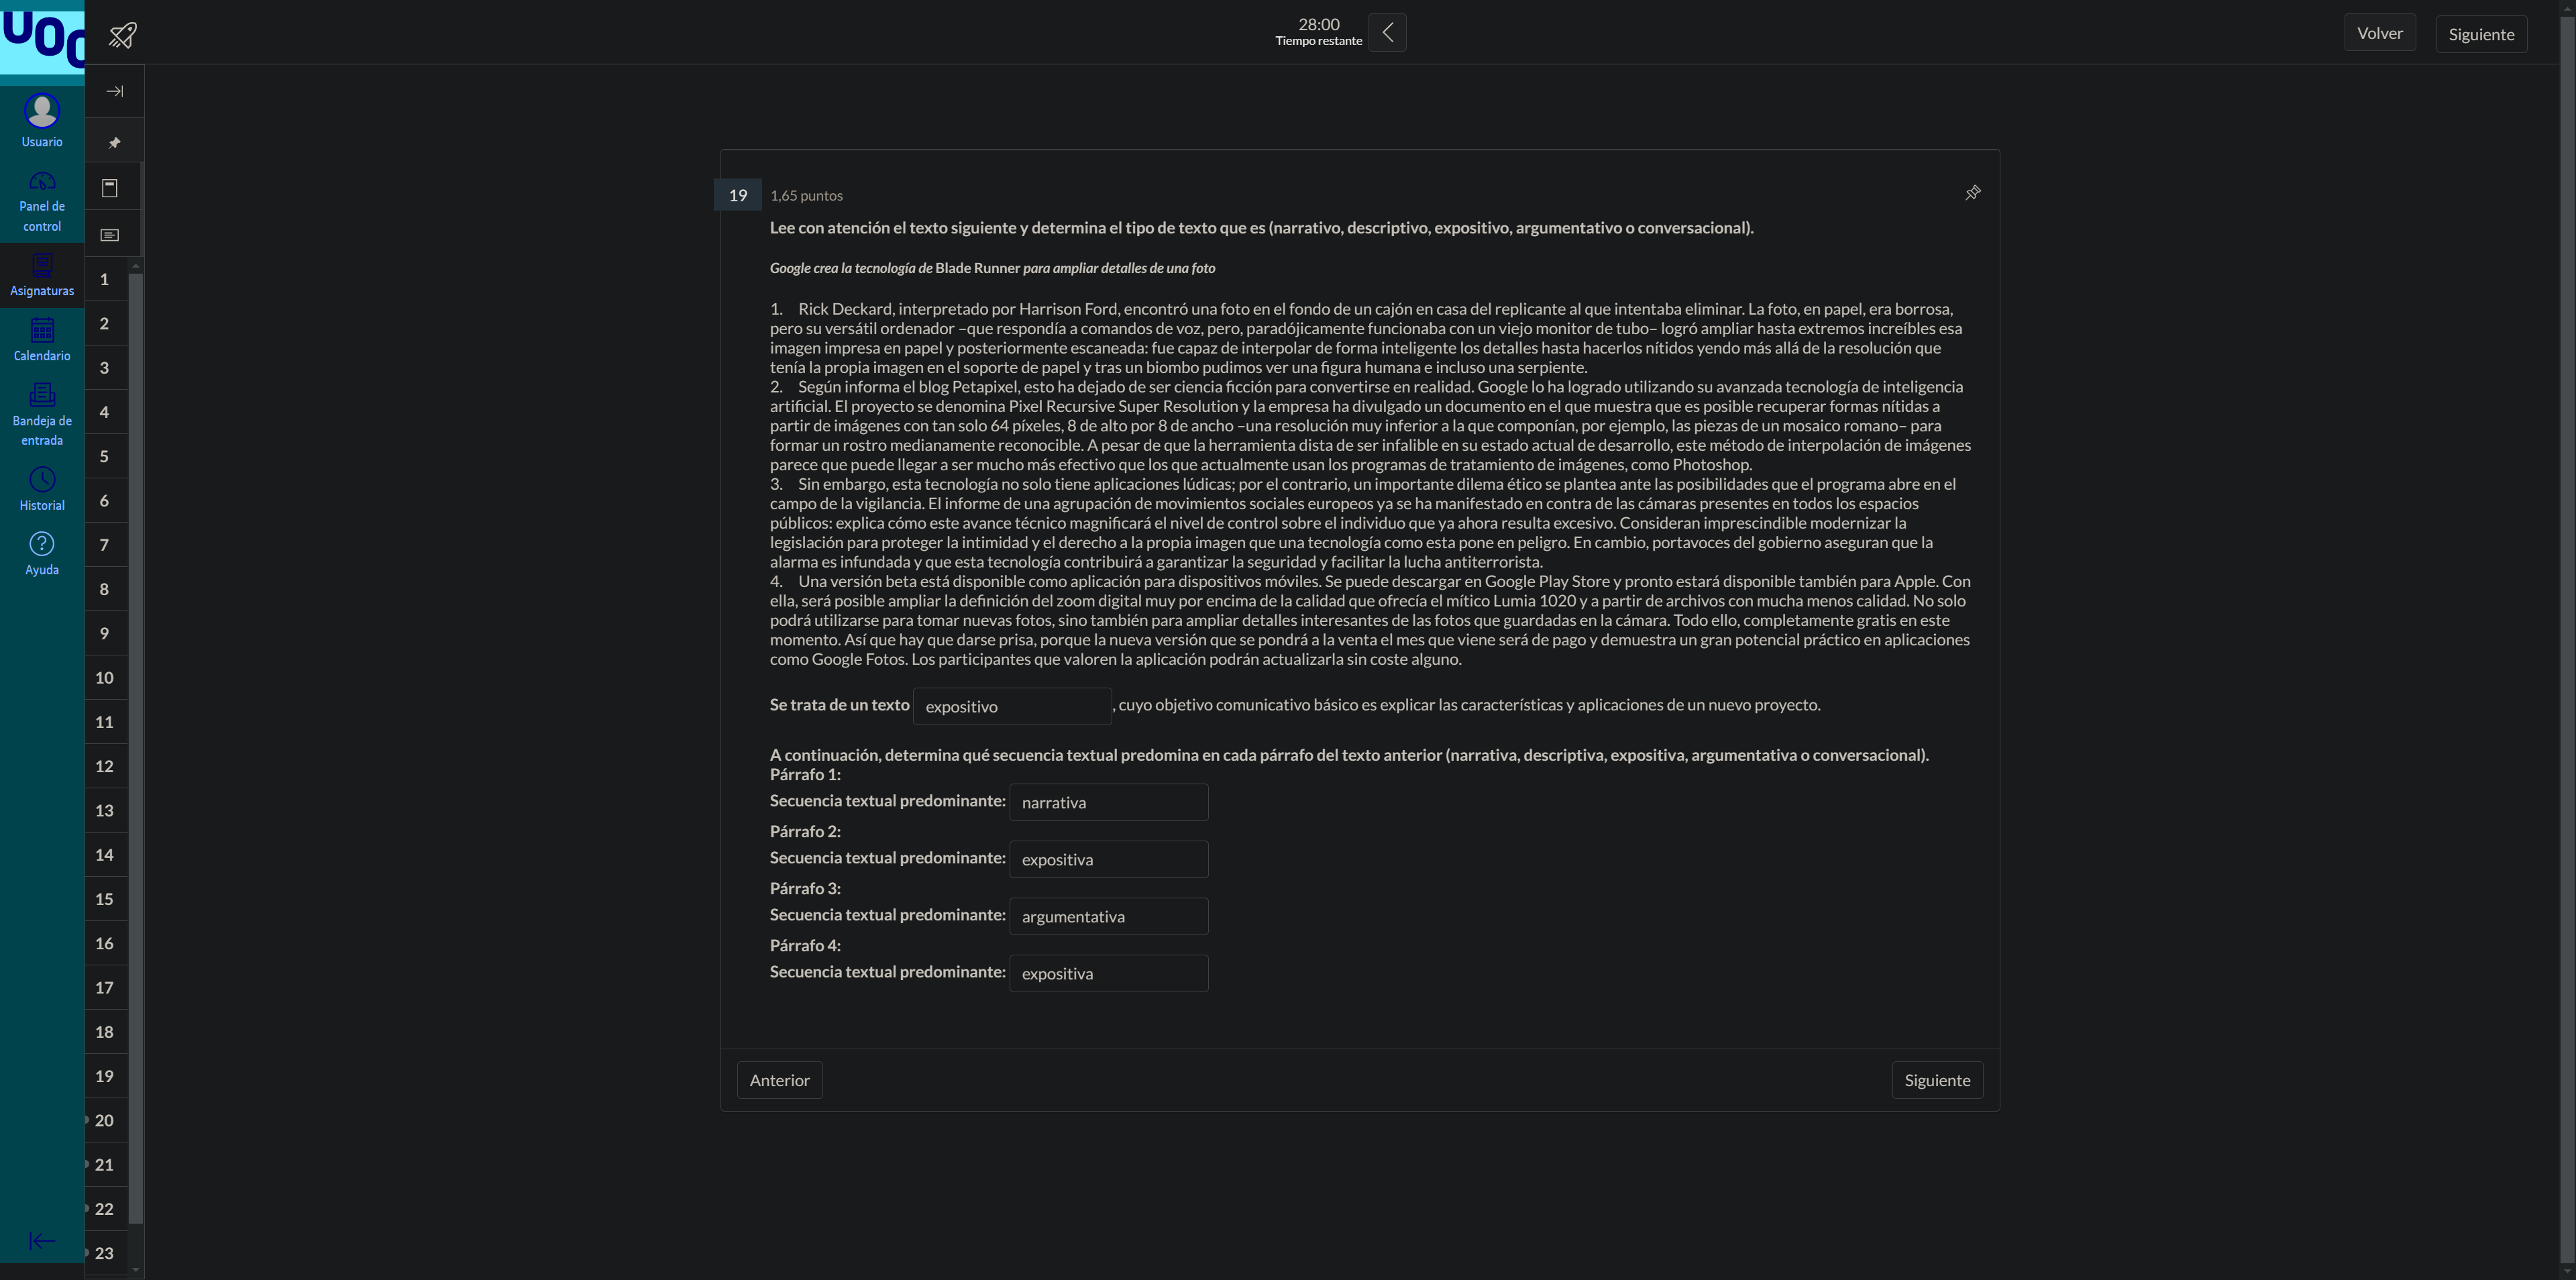 UOC
28:00
Tiempo restante
Volver
Siguiente
Usuario
Panel de
control
Asignaturas
Calendario
Bandeja de
entrada
Historial
Ayuda
1
2
3
4
5
6
7
8
9
10
11
12
13
14
15
16
17
18
19
20
21
22
23
19
1,65 puntos
Lee con atención el texto siguiente y determina el tipo de texto que es (narrativo, descriptivo, expositivo, argumentativo o conversacional).
Google crea la tecnología de Blade Runner para ampliar detalles de una foto
1. Rick Deckard, interpretado por Harrison Ford, encontró una foto en el fondo de un cajón en casa del replicante al que intentaba eliminar. La foto, en papel, era borrosa,
pero su versátil ordenador –que respondía a comandos de voz, pero, paradójicamente funcionaba con un viejo monitor de tubo– logró ampliar hasta extremos increíbles esa
imagen impresa en papel y posteriormente escaneada: fue capaz de interpolar de forma inteligente los detalles hasta hacerlos nítidos yendo más allá de la resolución que
tenía la propia imagen en el soporte de papel y tras un biombo pudimos ver una figura humana e incluso una serpiente.
2. Según informa el blog Petapixel, esto ha dejado de ser ciencia ficción para convertirse en realidad. Google lo ha logrado utilizando su avanzada tecnología de inteligencia
artificial. El proyecto se denomina Pixel Recursive Super Resolution y la empresa ha divulgado un documento en el que muestra que es posible recuperar formas nítidas a
partir de imágenes con tan solo 64 píxeles, 8 de alto por 8 de ancho –una resolución muy inferior a la que componían, por ejemplo, las piezas de un mosaico romano– para
formar un rostro medianamente reconocible. A pesar de que la herramienta dista de ser infalible en su estado actual de desarrollo, este método de interpolación de imágenes
parece que puede llegar a ser mucho más efectivo que los que actualmente usan los programas de tratamiento de imágenes, como Photoshop.
3. Sin embargo, esta tecnología no solo tiene aplicaciones lúdicas; por el contrario, un importante dilema ético se plantea ante las posibilidades que el programa abre en el
campo de la vigilancia. El informe de una agrupación de movimientos sociales europeos ya se ha manifestado en contra de las cámaras presentes en todos los espacios
públicos: explica cómo este avance técnico magnificará el nivel de control sobre el individuo que ya ahora resulta excesivo. Consideran imprescindible modernizar la
legislación para proteger la intimidad y el derecho a la propia imagen que una tecnología como esta pone en peligro. En cambio, portavoces del gobierno aseguran que la
alarma es infundada y que esta tecnología contribuirá a garantizar la seguridad y facilitar la lucha antiterrorista.
4. Una versión beta está disponible como aplicación para dispositivos móviles. Se puede descargar en Google Play Store y pronto estará disponible también para Apple. Con
ella, será posible ampliar la definición del zoom digital muy por encima de la calidad que ofrecía el mítico Lumia 1020 y a partir de archivos con mucha menos calidad. No solo
podrá utilizarse para tomar nuevas fotos, sino también para ampliar detalles interesantes de las fotos que guardadas en la cámara. Todo ello, completamente gratis en este
momento. Así que hay que darse prisa, porque la nueva versión que se pondrá a la venta el mes que viene será de pago y demuestra un gran potencial práctico en aplicaciones
como Google Fotos. Los participantes que valoren la aplicación podrán actualizarla sin coste alguno.
Se trata de un texto expositivo , cuyo objetivo comunicativo básico es explicar las características y aplicaciones de un nuevo proyecto.
A continuación, determina qué secuencia textual predomina en cada párrafo del texto anterior (narrativa, descriptiva, expositiva, argumentativa o conversacional).
Párrafo 1:
Secuencia textual predominante: narrativa
Párrafo 2:
Secuencia textual predominante: expositiva
Párrafo 3:
Secuencia textual predominante: argumentativa
Párrafo 4:
Secuencia textual predominante: expositiva
Anterior
Siguiente